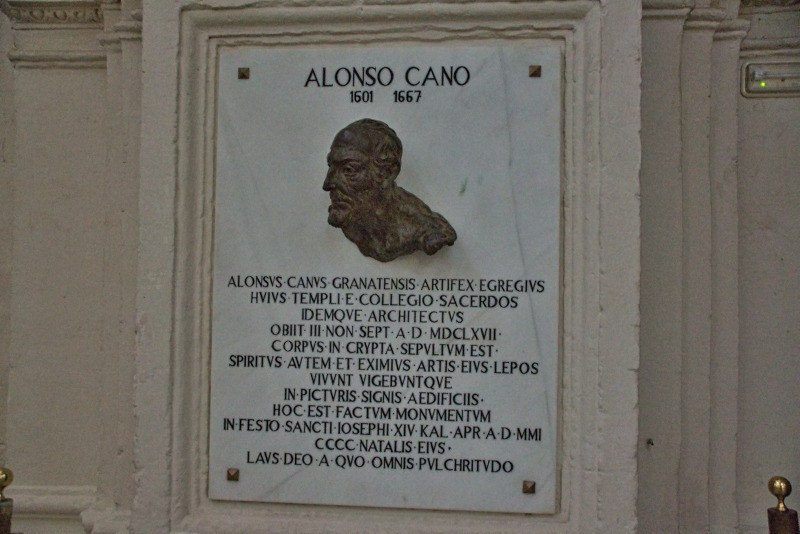 ALONSO CANO
1601 1667
ALONSVS·CANVS·GRANATENSIS·ARTIFEX·EGREGIVS
HVIVS·TEMPLI·E·COLLEGIO·SACERDOS
IDEMQVE·ARCHITECTVS
OBIIT·III·NON·SEPT·A·D·MDCLXVII·
CORPVS·IN·CRYPTA·SEPVLTVM·EST·
SPIRITVS·AVTEM·ET·EXIMIVS·ARTIS·EIVS·LEPOS
VIVVNT VIGEBVNTQVE
IN·PICTVRIS·SIGNIS·AEDIFICIIS·
HOC·EST·FACTVM·MONVMENTVM
IN·FESTO·SANCTI·IOSEPHI·XIV·KAL·APR·A·D·MMI
CCCC·NATALIS·EIVS·
LAVS·DEO·A·QVO·OMNIS·PVLCHRITVDO